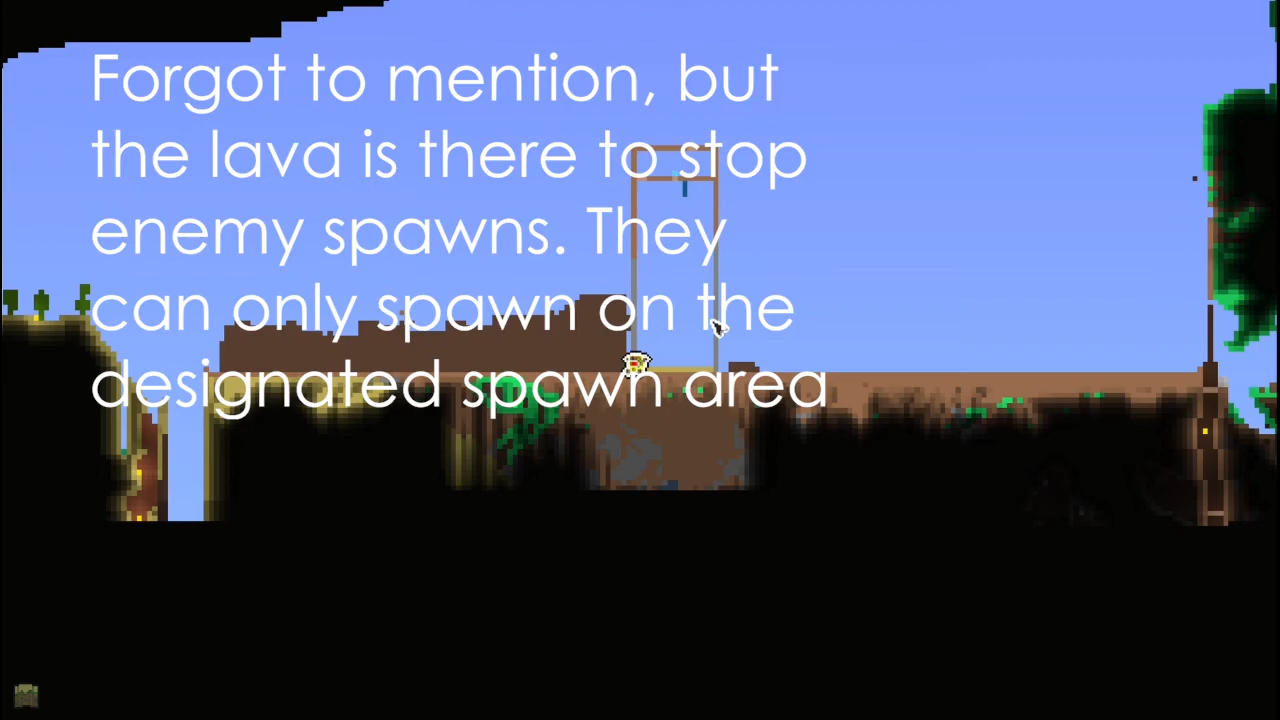 Forgot to mention, but
the lava is there to stop
enemy spawns. They
can only spawn on the
designated spawn area